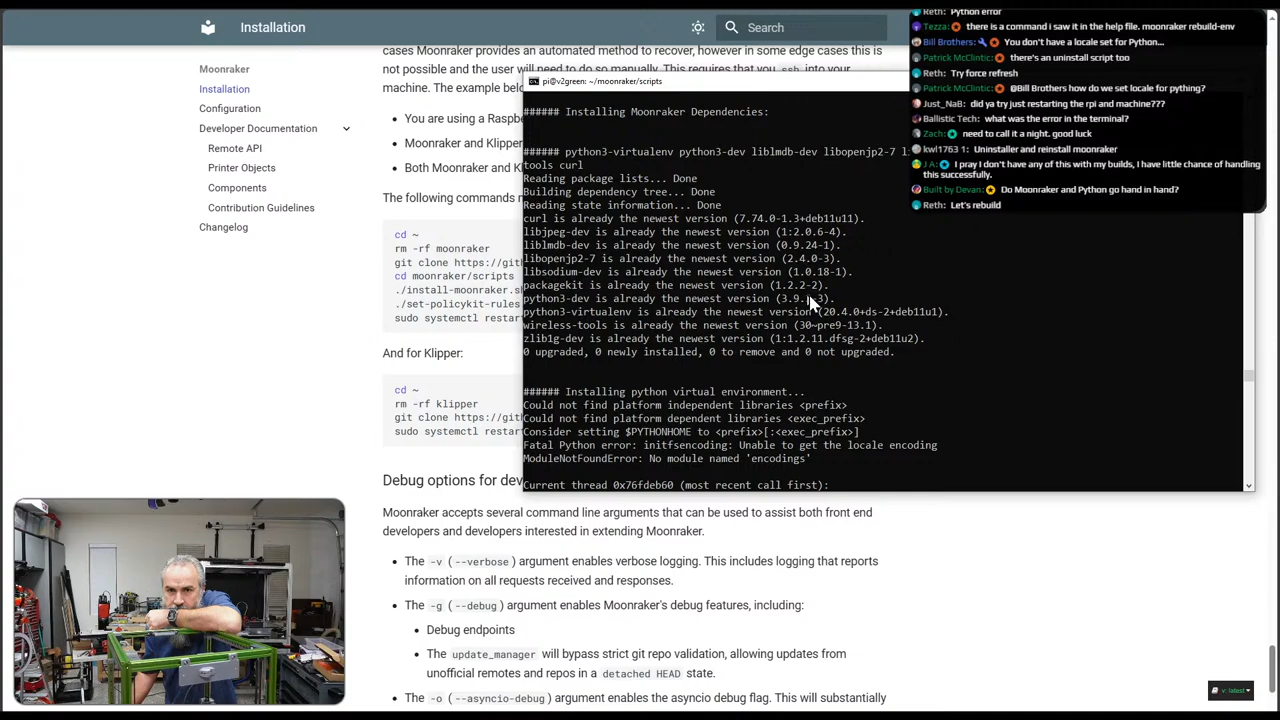 Installation
Search
Moonraker
Installation
Configuration
Developer Documentation
Remote API
Printer Objects
Components
Contribution Guidelines
Changelog
cases Moonraker provides an automated method to recover, however in some edge cases this is
not possible and the user will need to do so manually. This requires that you ssh into your
machine. The example belo
You are using a Raspbe
Moonraker and Klipper
Both Moonraker and K
The following commands m
cd ~
rm -rf moonraker
git clone https://gith
cd moonraker/scripts
./install-moonraker.sh
./set-policykit-rules
sudo systemctl restar
And for Klipper:
cd ~
rm -rf klipper
git clone https://gith
sudo systemctl restar
Debug options for dev
Moonraker accepts several command line arguments that can be used to assist both front end
developers and developers interested in extending Moonraker.
The -v ( --verbose ) argument enables verbose logging. This includes logging that reports
information on all requests received and responses.
The -g ( --debug ) argument enables Moonraker's debug features, including:
Debug endpoints
The update_manager will bypass strict git repo validation, allowing updates from
unofficial remotes and repos in a detached HEAD state.
The -o ( --asyncio-debug ) argument enables the asyncio debug flag. This will substantially
pi@v2green: ~/moonraker/scripts
###### Installing Moonraker Dependencies:
###### python3-virtualenv python3-dev liblmdb-dev libopenjp2-7 li
tools curl
Reading package lists... Done
Building dependency tree... Done
Reading state information... Done
curl is already the newest version (7.74.0-1.3+deb11u11).
libjpeg-dev is already the newest version (1:2.0.6-4).
liblmdb-dev is already the newest version (0.9.24-1).
libopenjp2-7 is already the newest version (2.4.0-3).
libsodium-dev is already the newest version (1.0.18-1).
packagekit is already the newest version (1.2.2-2).
python3-dev is already the newest version (3.9. -3).
python3-virtualenv is already the newest version (20.4.0+ds-2+deb11u1).
wireless-tools is already the newest version (30~pre9-13.1).
zlib1g-dev is already the newest version (1:1.2.11.dfsg-2+deb11u2).
0 upgraded, 0 newly installed, 0 to remove and 0 not upgraded.
###### Installing python virtual environment...
Could not find platform independent libraries <prefix>
Could not find platform dependent libraries <exec_prefix>
Consider setting $PYTHONHOME to <prefix>[:<exec_prefix>]
Fatal Python error: initfsencoding: Unable to get the locale encoding
ModuleNotFoundError: No module named 'encodings'
Current thread 0x76fdeb60 (most recent call first):
Reth: Python error
Tezza: there is a command i saw it in the help file. moonraker rebuild-env
Bill Brothers: You don't have a locale set for Python...
Patrick McClintic: there's an uninstall script too
Reth: Try force refresh
Patrick McClintic: @Bill Brothers how do we set locale for pything?
Just_NaB: did ya try just restarting the rpi and machine???
Ballistic Tech: what was the error in the terminal?
Zach: need to call it a night. good luck
kwl1763 1: Uninstaller and reinstall moonraker
J A: I pray I don't have any of this with my builds, I have little chance of handling
this successfully.
Built by Devan: Do Moonraker and Python go hand in hand?
Reth: Let's rebuild
v: latest